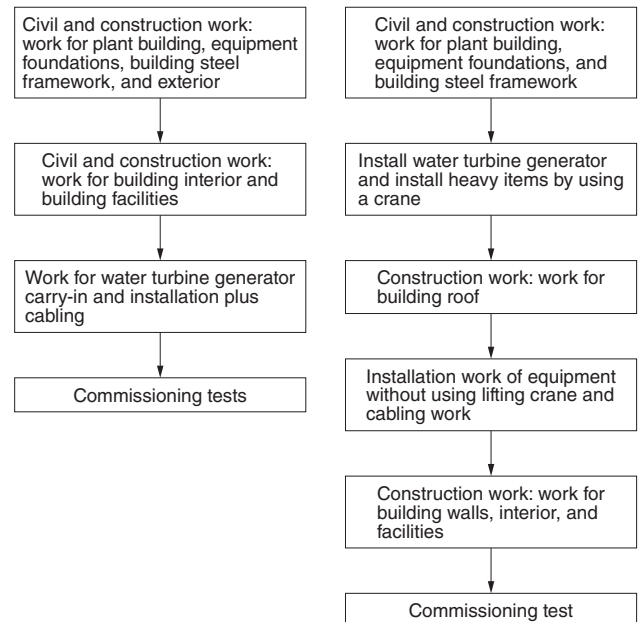 Civil and construction work:
work for plant building, equipment
foundations, building steel
framework, and exterior
Civil and construction work:
work for building interior and
building facilities
Work for water turbine generator
carry-in and installation plus
cabling
Commissioning tests
Civil and construction work:
work for plant building,
equipment foundations, and
building steel framework
Install water turbine generator
and install heavy items by using
a crane
Construction work: work for
building roof
Installation work of equipment
without using lifting crane and
cabling work
Construction work: work for
building walls, interior, and
facilities
Commissioning test